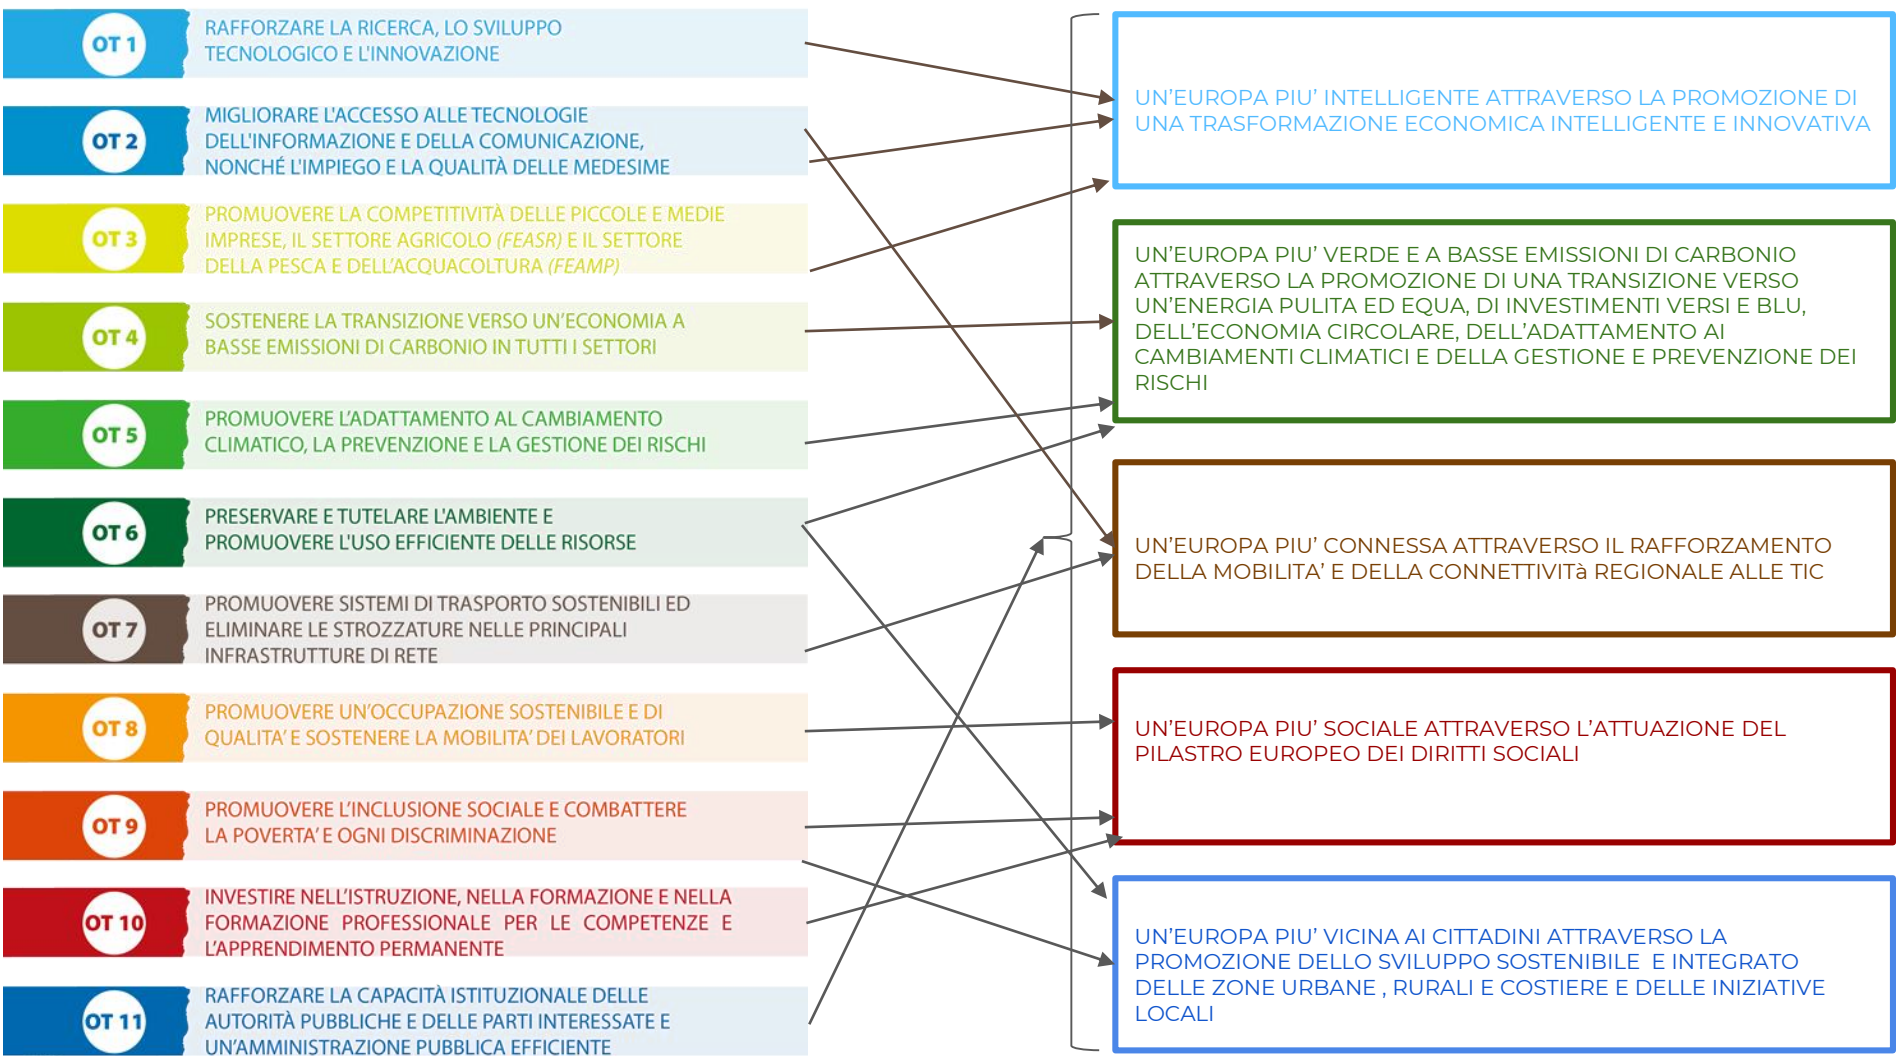 OT 1
RAFFORZARE LA RICERCA, LO SVILUPPO
TECNOLOGICO E L'INNOVAZIONE
OT 2
MIGLIORARE L'ACCESSO ALLE TECNOLOGIE
DELL'INFORMAZIONE E DELLA COMUNICAZIONE,
NONCHÉ L'IMPIEGO E LA QUALITÀ DELLE MEDESIME
OT 3
PROMUOVERE LA COMPETITIVITÀ DELLE PICCOLE E MEDIE
IMPRESE, IL SETTORE AGRICOLO (FEASR) E IL SETTORE
DELLA PESCA E DELL'ACQUACOLTURA (FEAMP)
OT 4
SOSTENERE LA TRANSIZIONE VERSO UN'ECONOMIA A
BASSE EMISSIONI DI CARBONIO IN TUTTI I SETTORI
OT 5
PROMUOVERE L'ADATTAMENTO AL CAMBIAMENTO
CLIMATICO, LA PREVENZIONE E LA GESTIONE DEI RISCHI
OT 6
PRESERVARE E TUTELARE L'AMBIENTE E
PROMUOVERE L'USO EFFICIENTE DELLE RISORSE
OT 7
PROMUOVERE SISTEMI DI TRASPORTO SOSTENIBILI ED
ELIMINARE LE STROZZATURE NELLE PRINCIPALI
INFRASTRUTTURE DI RETE
OT 8
PROMUOVERE UN'OCCUPAZIONE SOSTENIBILE E DI
QUALITA' E SOSTENERE LA MOBILITA' DEI LAVORATORI
OT 9
PROMUOVERE L'INCLUSIONE SOCIALE E COMBATTERE
LA POVERTA' E OGNI DISCRIMINAZIONE
OT 10
INVESTIRE NELL'ISTRUZIONE, NELLA FORMAZIONE E NELLA
FORMAZIONE PROFESSIONALE PER LE COMPETENZE E
L'APPRENDIMENTO PERMANENTE
OT 11
RAFFORZARE LA CAPACITÀ ISTITUZIONALE DELLE
AUTORITÀ PUBBLICHE E DELLE PARTI INTERESSATE E
UN'AMMINISTRAZIONE PUBBLICA EFFICIENTE
UN'EUROPA PIU' INTELLIGENTE ATTRAVERSO LA PROMOZIONE DI
UNA TRASFORMAZIONE ECONOMICA INTELLIGENTE E INNOVATIVA
UN'EUROPA PIU' VERDE E A BASSE EMISSIONI DI CARBONIO
ATTRAVERSO LA PROMOZIONE DI UNA TRANSIZIONE VERSO
UN'ENERGIA PULITA ED EQUA, DI INVESTIMENTI VERSI E BLU,
DELL'ECONOMIA CIRCOLARE, DELL'ADATTAMENTO AI
CAMBIAMENTI CLIMATICI E DELLA GESTIONE E PREVENZIONE DEI
RISCHI
UN'EUROPA PIU' CONNESSA ATTRAVERSO IL RAFFORZAMENTO
DELLA MOBILITA' E DELLA CONNETTIVITà REGIONALE ALLE TIC
UN'EUROPA PIU' SOCIALE ATTRAVERSO L'ATTUAZIONE DEL
PILASTRO EUROPEO DEI DIRITTI SOCIALI
UN'EUROPA PIU' VICINA AI CITTADINI ATTRAVERSO LA
PROMOZIONE DELLO SVILUPPO SOSTENIBILE E INTEGRATO
DELLE ZONE URBANE , RURALI E COSTIERE E DELLE INIZIATIVE
LOCALI